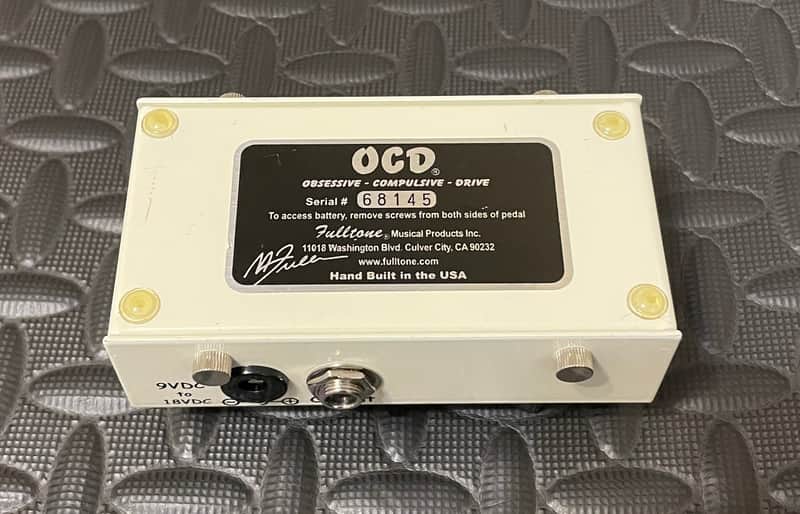 OCD®
OBSESSIVE - COMPULSIVE - DRIVE
Serial # 68145
To access battery, remove screws from both sides of pedal
Fulltone® Musical Products Inc.
11018 Washington Blvd. Culver City, CA 90232
www.fulltone.com
Hand Built in the USA
9VDC
to
18VDC